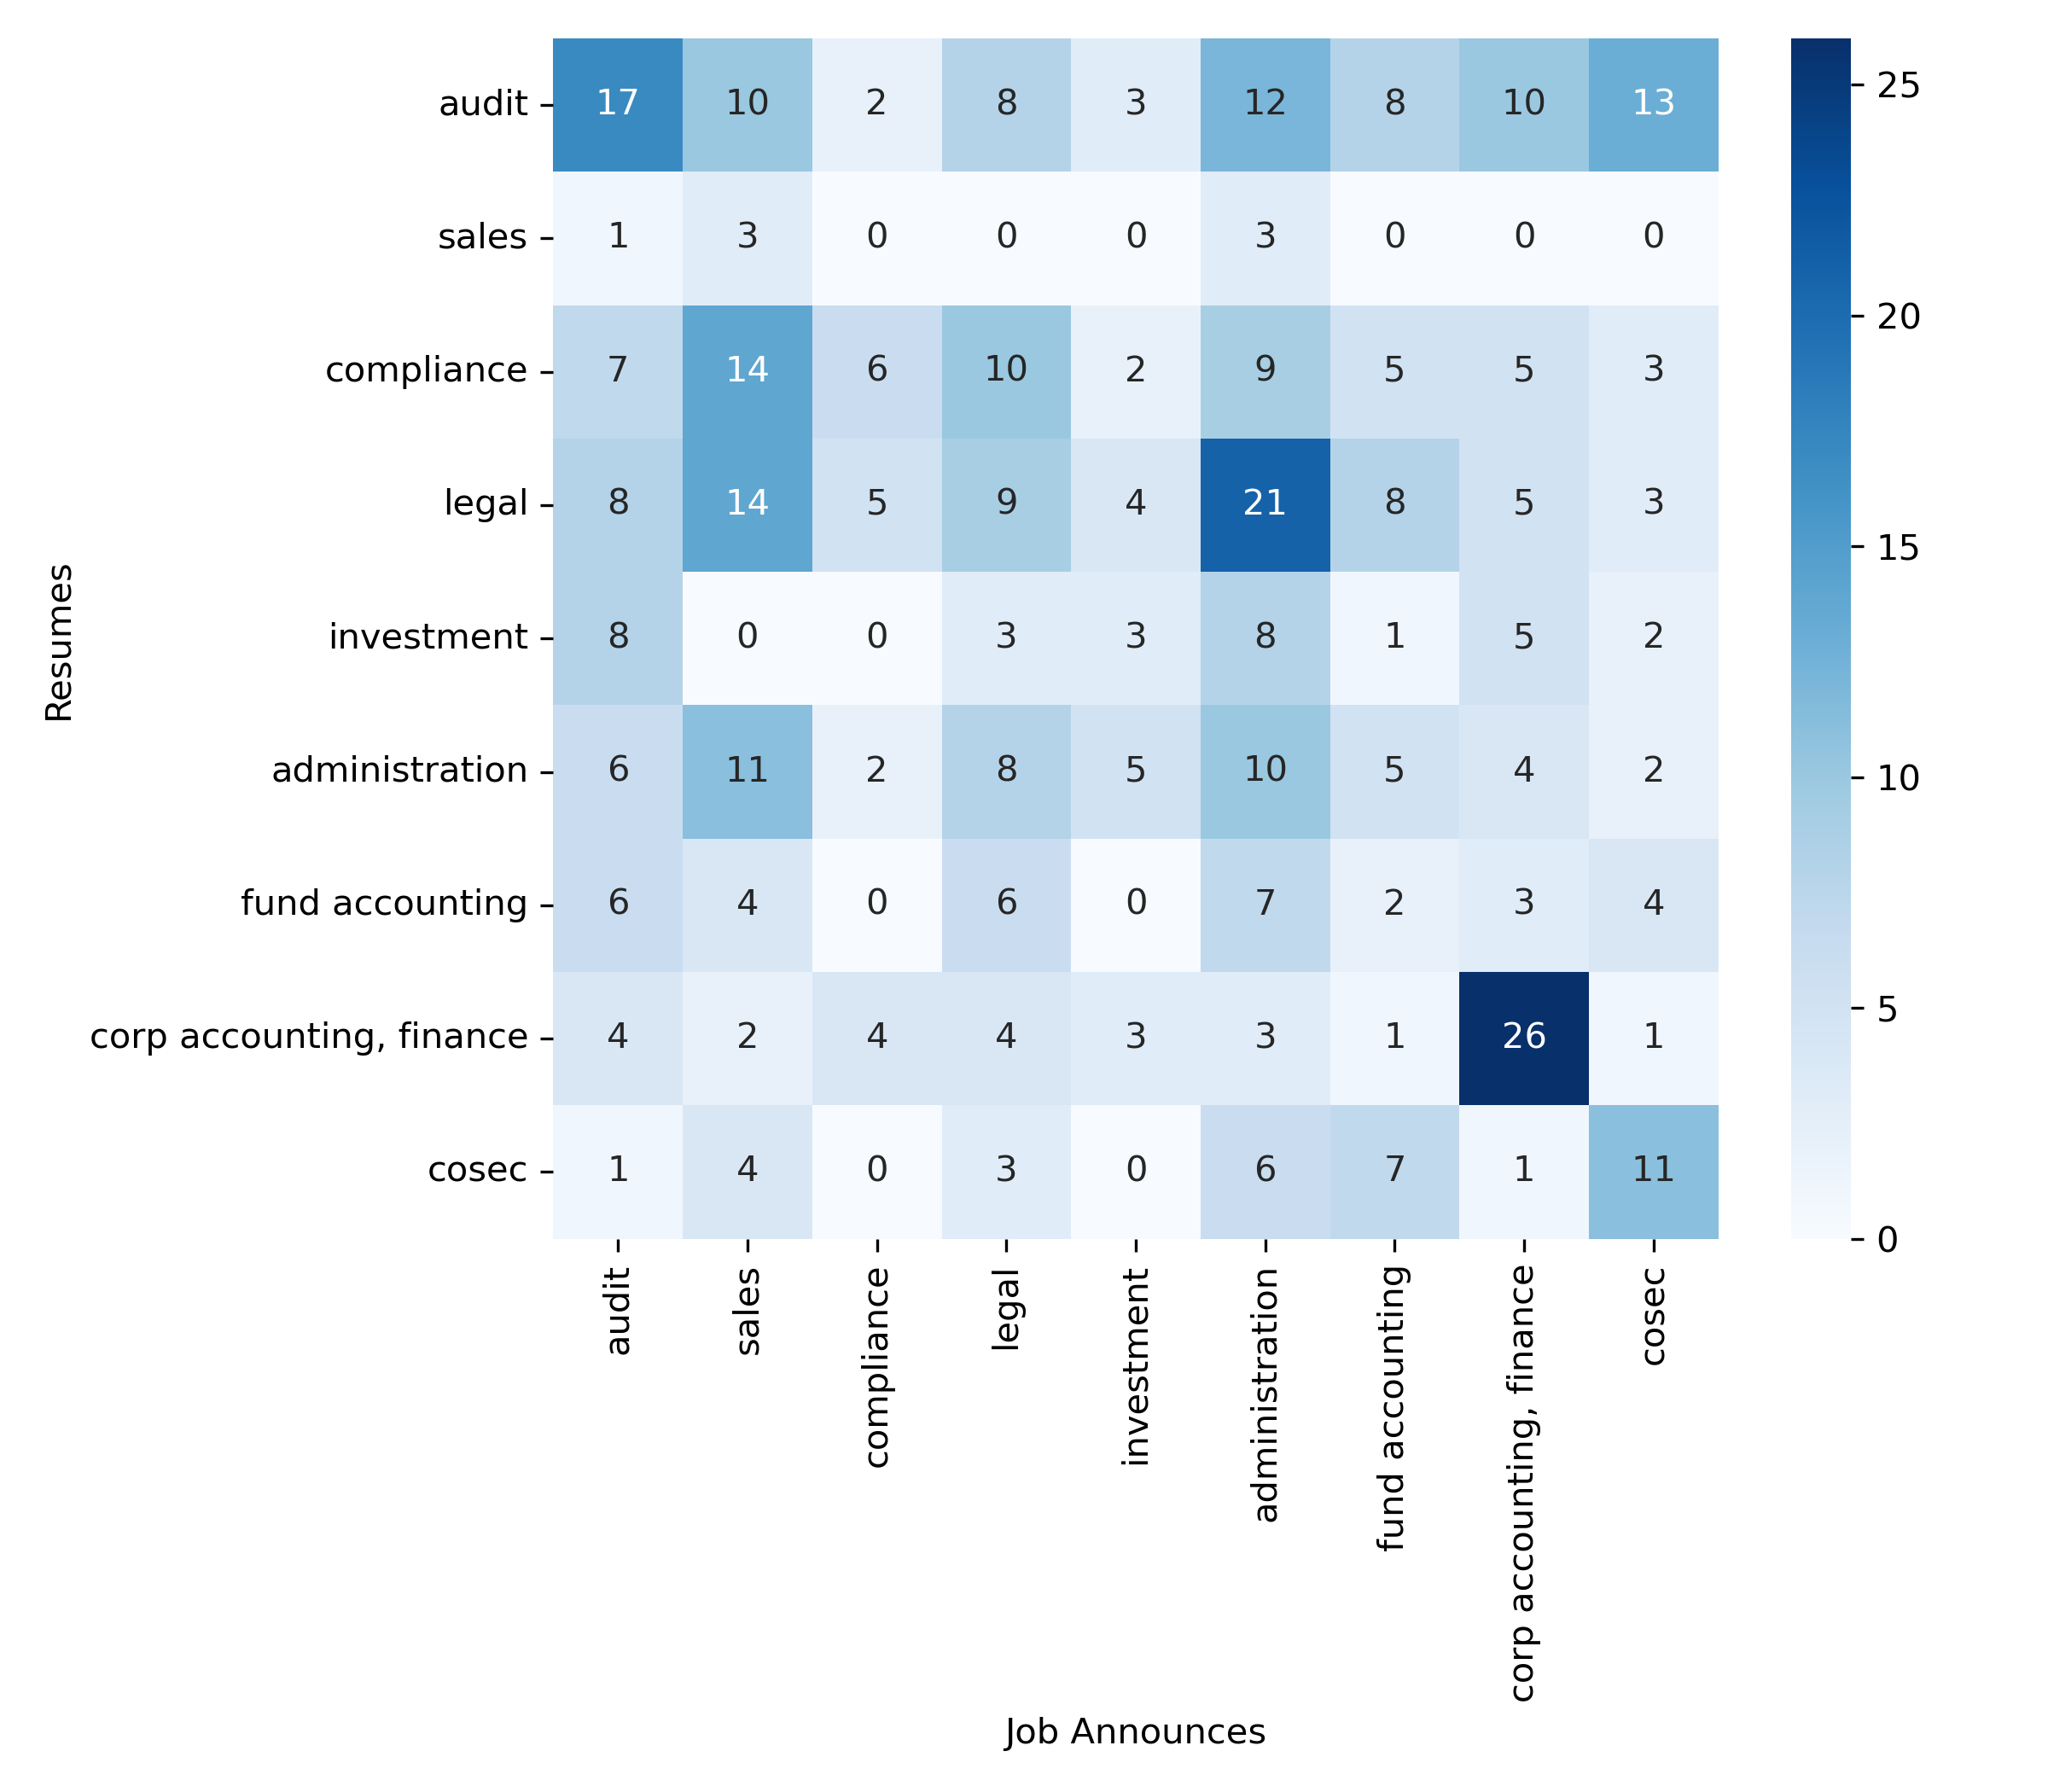 audit 17 10 2 8 3 12 8 10 13
sales 1 3 0 0 0 3 0 0 0
compliance 7 14 6 10 2 9 5 5 3
legal 8 14 5 9 4 21 8 5 3
investment 8 0 0 3 3 8 1 5 2
administration 6 11 2 8 5 10 5 4 2
fund accounting 6 4 0 6 0 7 2 3 4
corp accounting, finance 4 2 4 4 3 3 1 26 1
cosec 1 4 0 3 0 6 7 1 11
Resumes
audit
sales
compliance
legal
investment
administration
fund accounting
corp accounting, finance
cosec
Job Announces
25
20
15
10
5
0